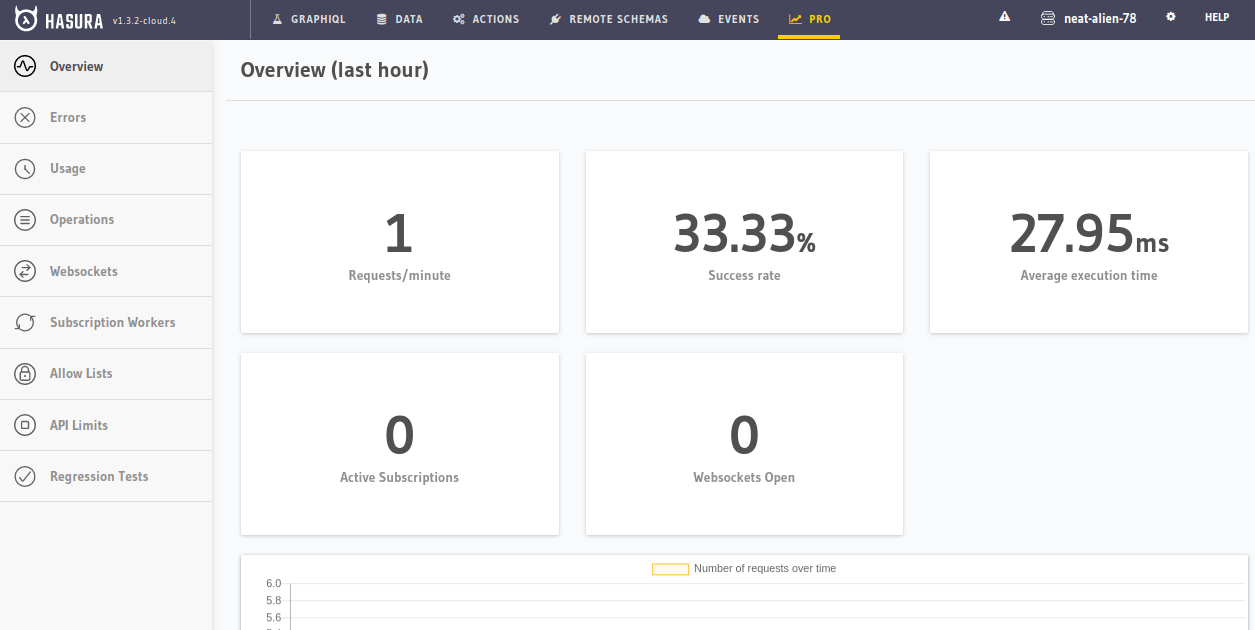 HASURA v1.3.2-cloud.4 GRAPHIQL DATA ACTIONS REMOTE SCHEMAS EVENTS PRO neat-alien-78 HELP
Overview
Errors
Usage
Operations
Websockets
Subscription Workers
Allow Lists
API Limits
Regression Tests
Overview (last hour)
1
Requests/minute
33.33%
Success rate
27.95ms
Average execution time
0
Active Subscriptions
0
Websockets Open
Number of requests over time
6.0
5.8
5.6